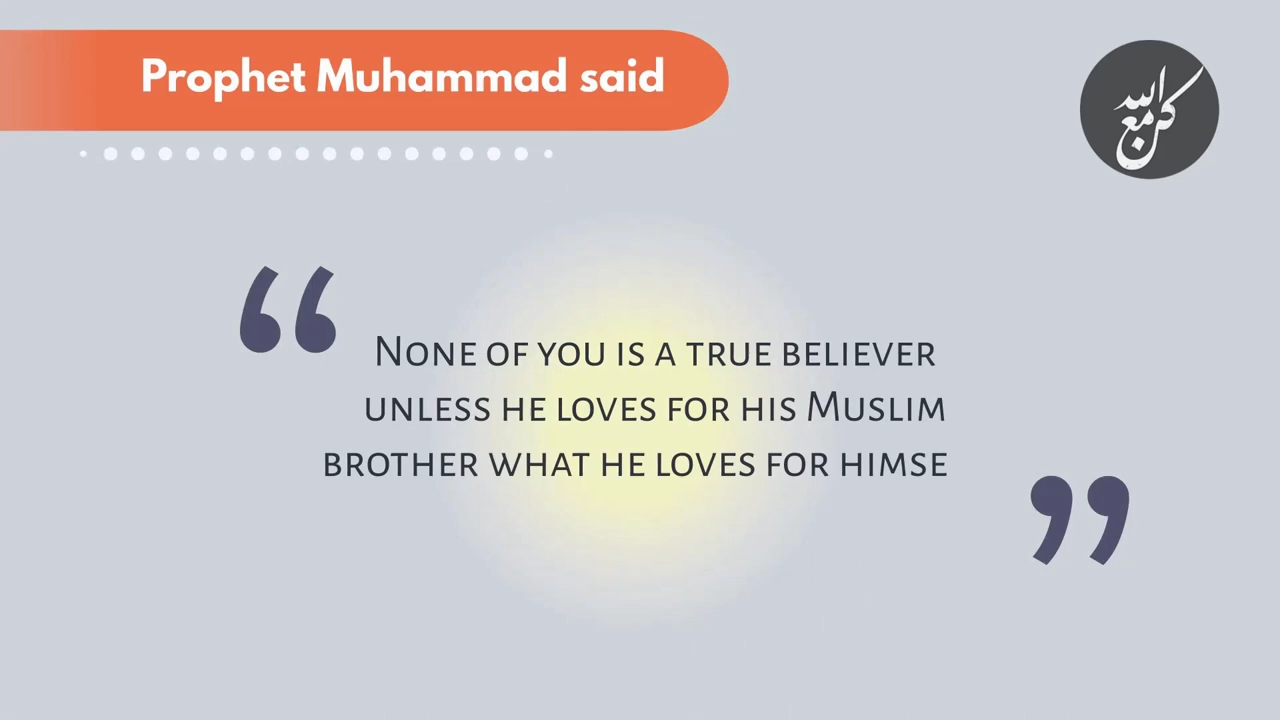 Prophet Muhammad said
كن مع الله
“
None of you is a true believer
unless he loves for his Muslim
brother what he loves for himse
”